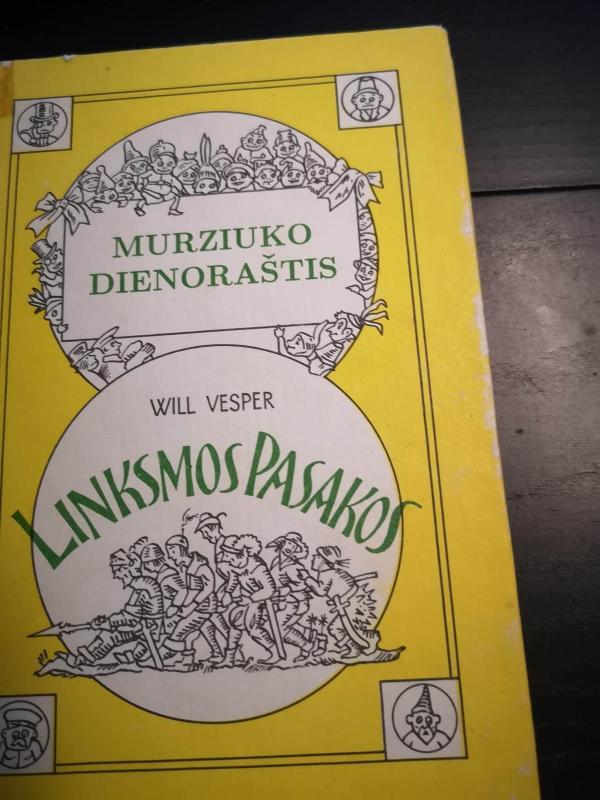 MURZIUKO
DIENORAŠTIS
WILL VESPER
LINKSMOS PASAKOS